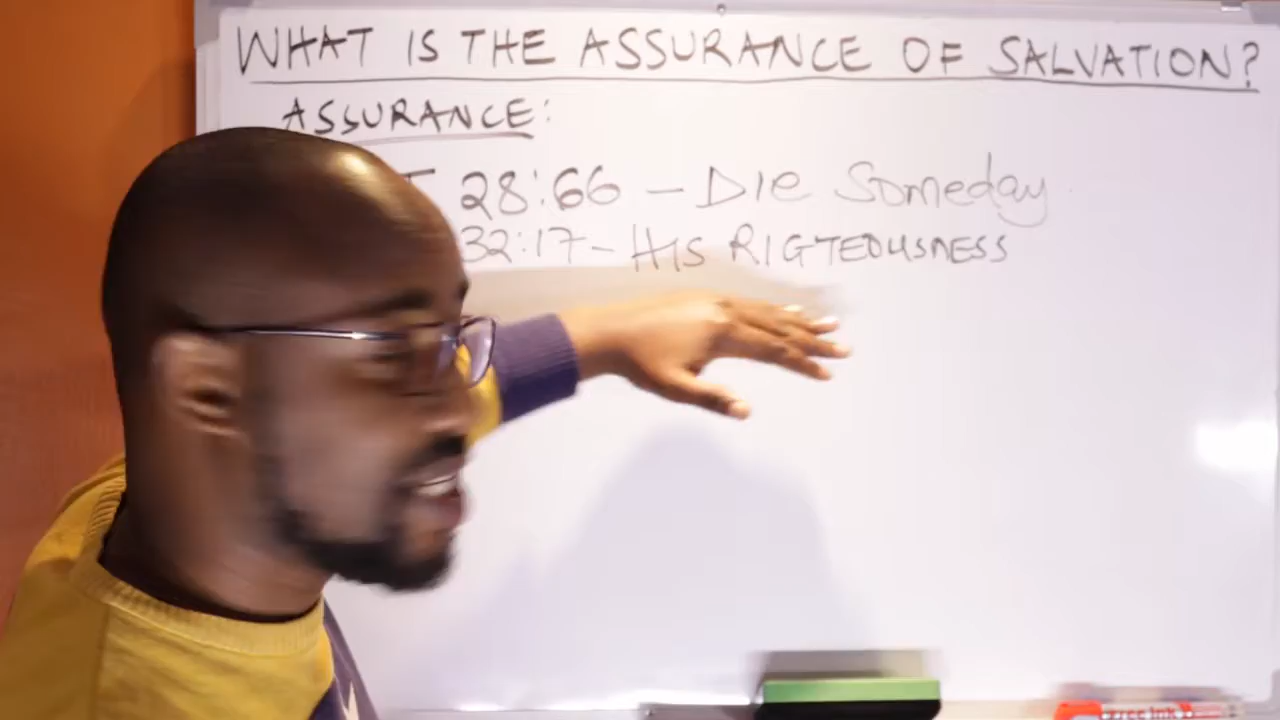 WHAT IS THE ASSURANCE OF SALVATION?
ASSURANCE:
T 28:66 - Die Someday
32:17 - His RIGTEOUSNESS